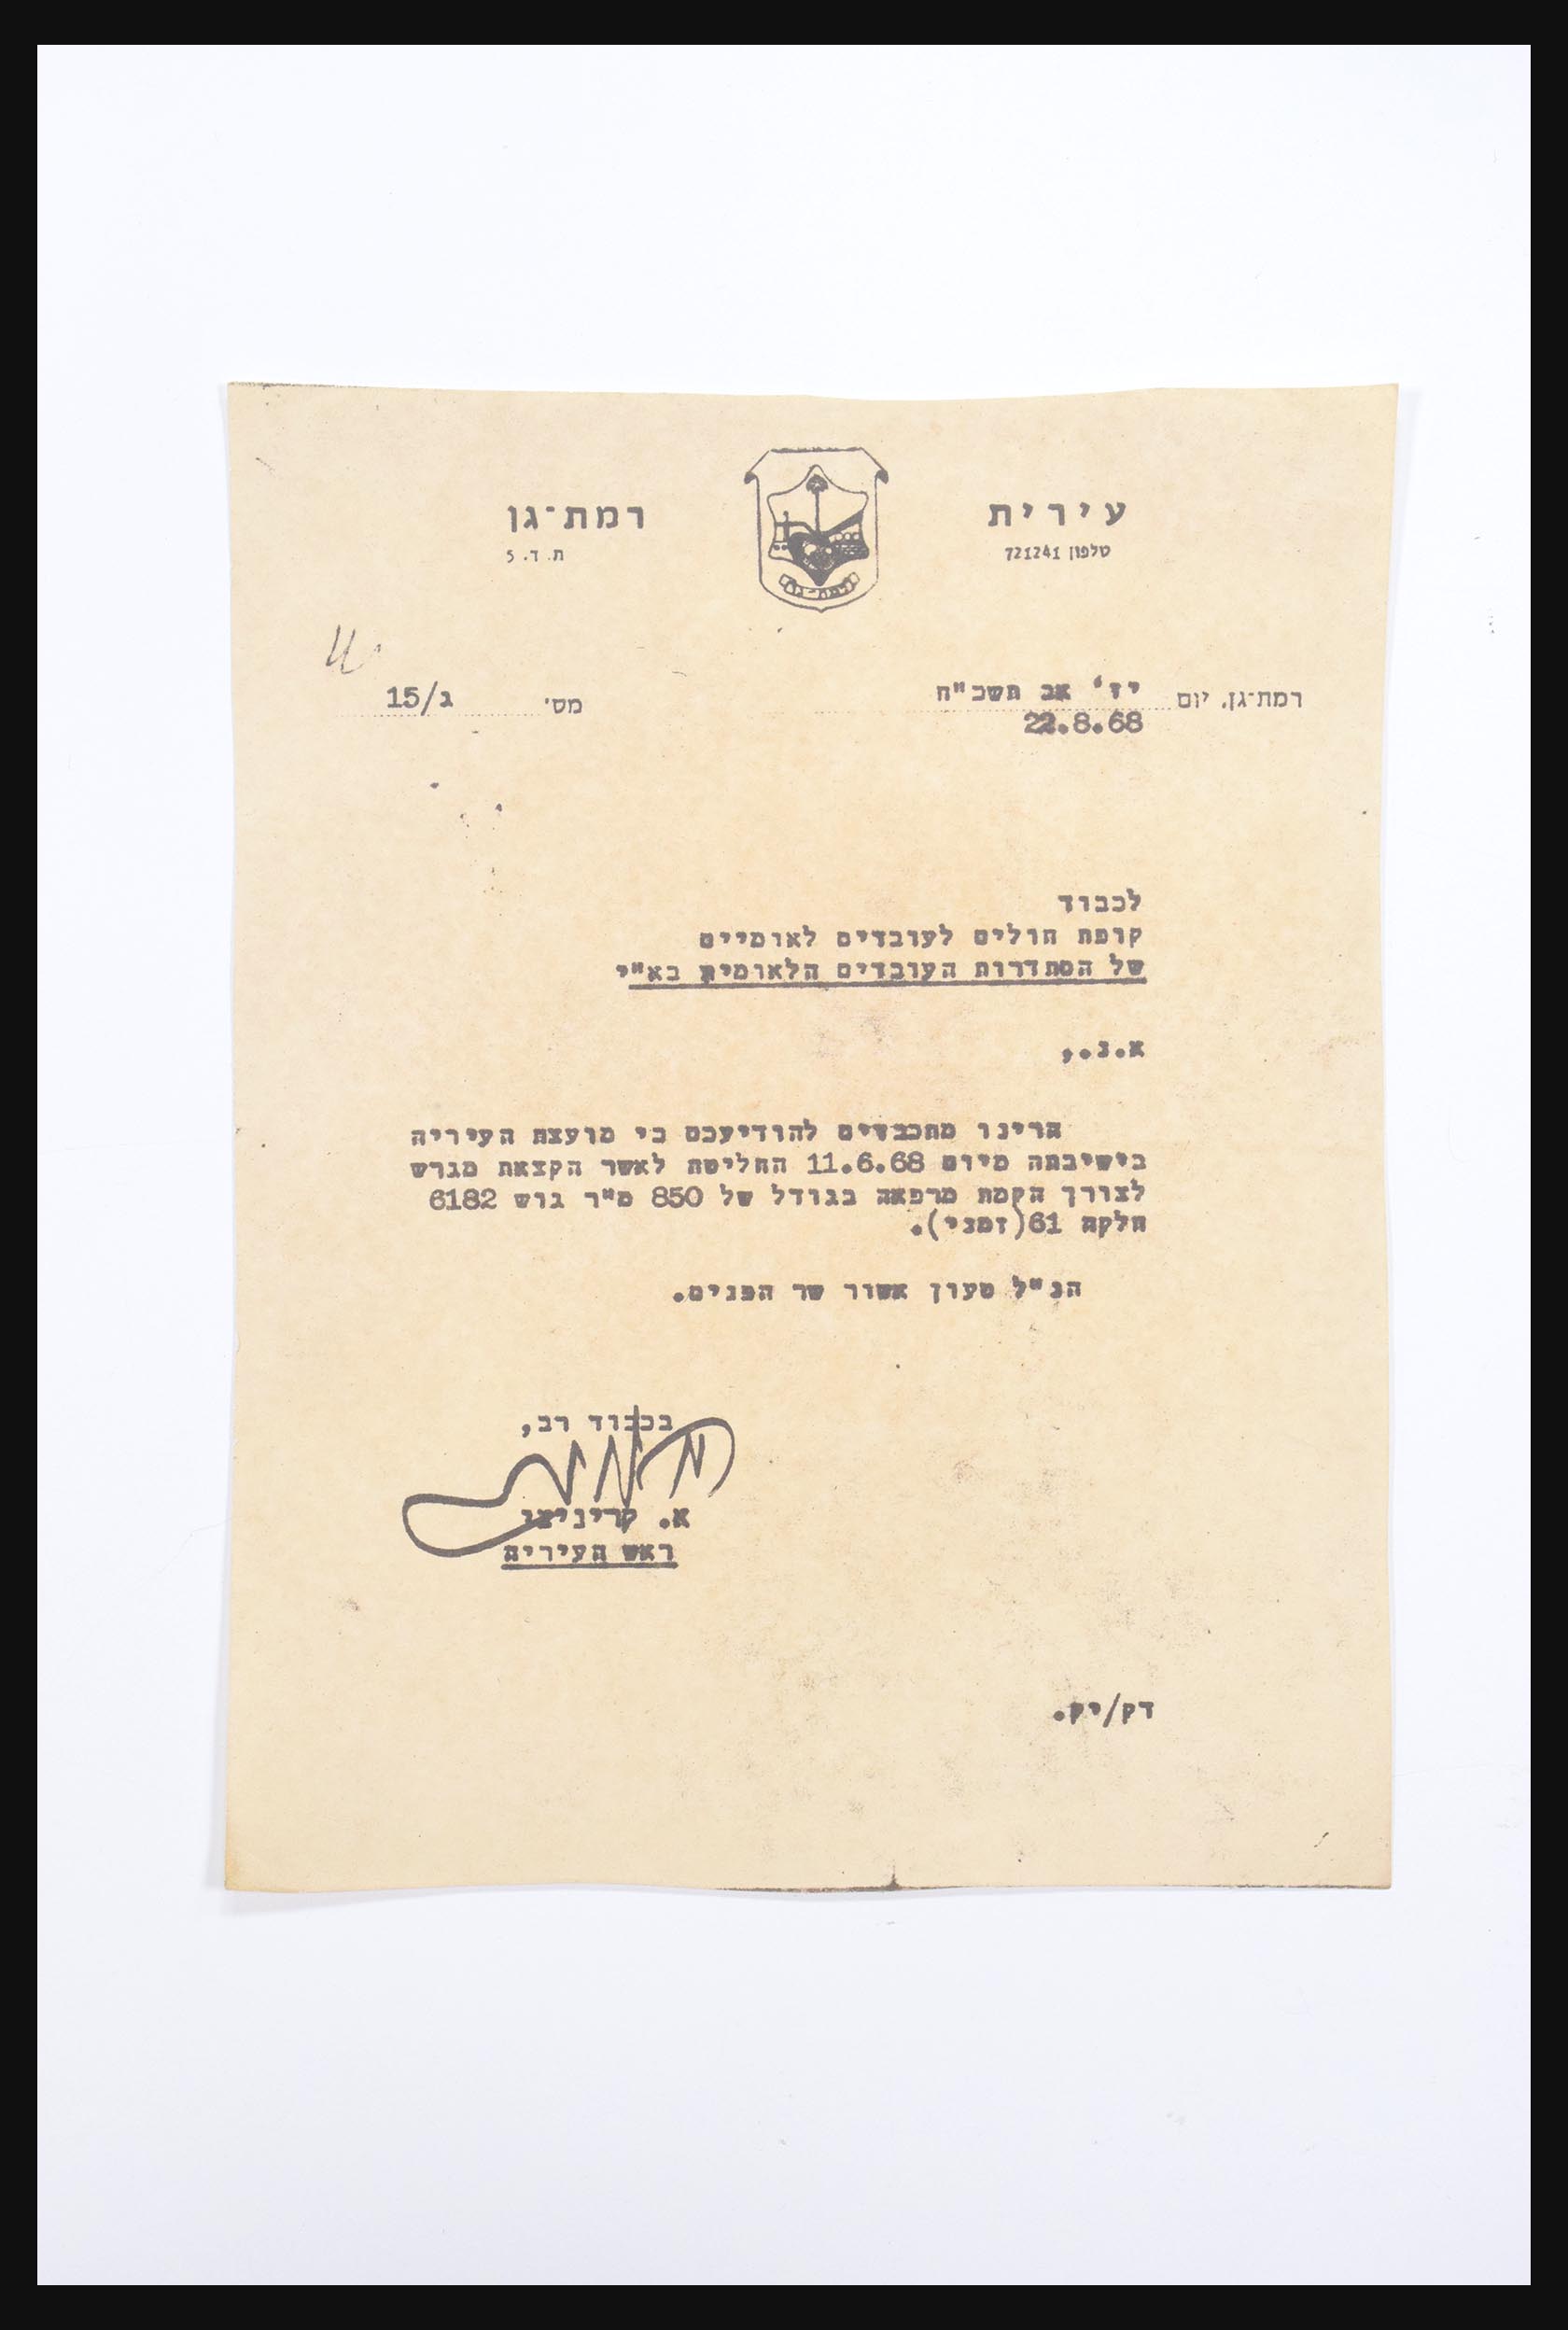 עירית רמת־גן
טלפון 721241 ת. ד. 5
רמת־גן
רמת־גן, יום יז' אב תשכ"ח מס' ג/15
22.8.68
לכבוד
קופת חולים לעובדים לאומיים
של הסתדרות העובדים הלאומית בא"י
א.נ.,
הרינו מתכבדים להודיעכם כי מועצת העיריה
בישיבתה מיום 11.6.68 החליטה לאשר הקצאת מגרש
לצורך הקמת מרפאה בגודל של 850 מ"ר גוש 6182
חלקה 61(זמני).
הנ"ל טעון אשור שר הפנים.
בכבוד רב,
א. קריניצי
ראש העיריה
דק/יק.